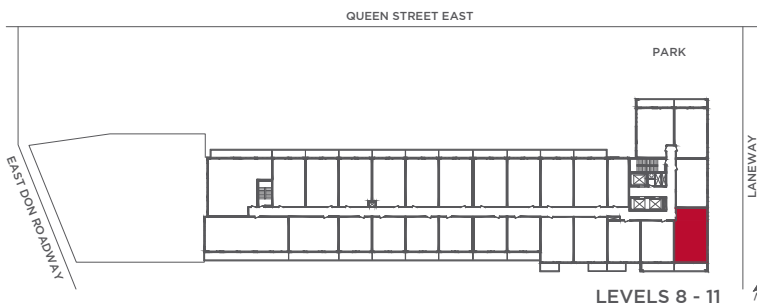 QUEEN STREET EAST
PARK
EAST DON ROADWAY
LANEWAY
LEVELS 8 - 11